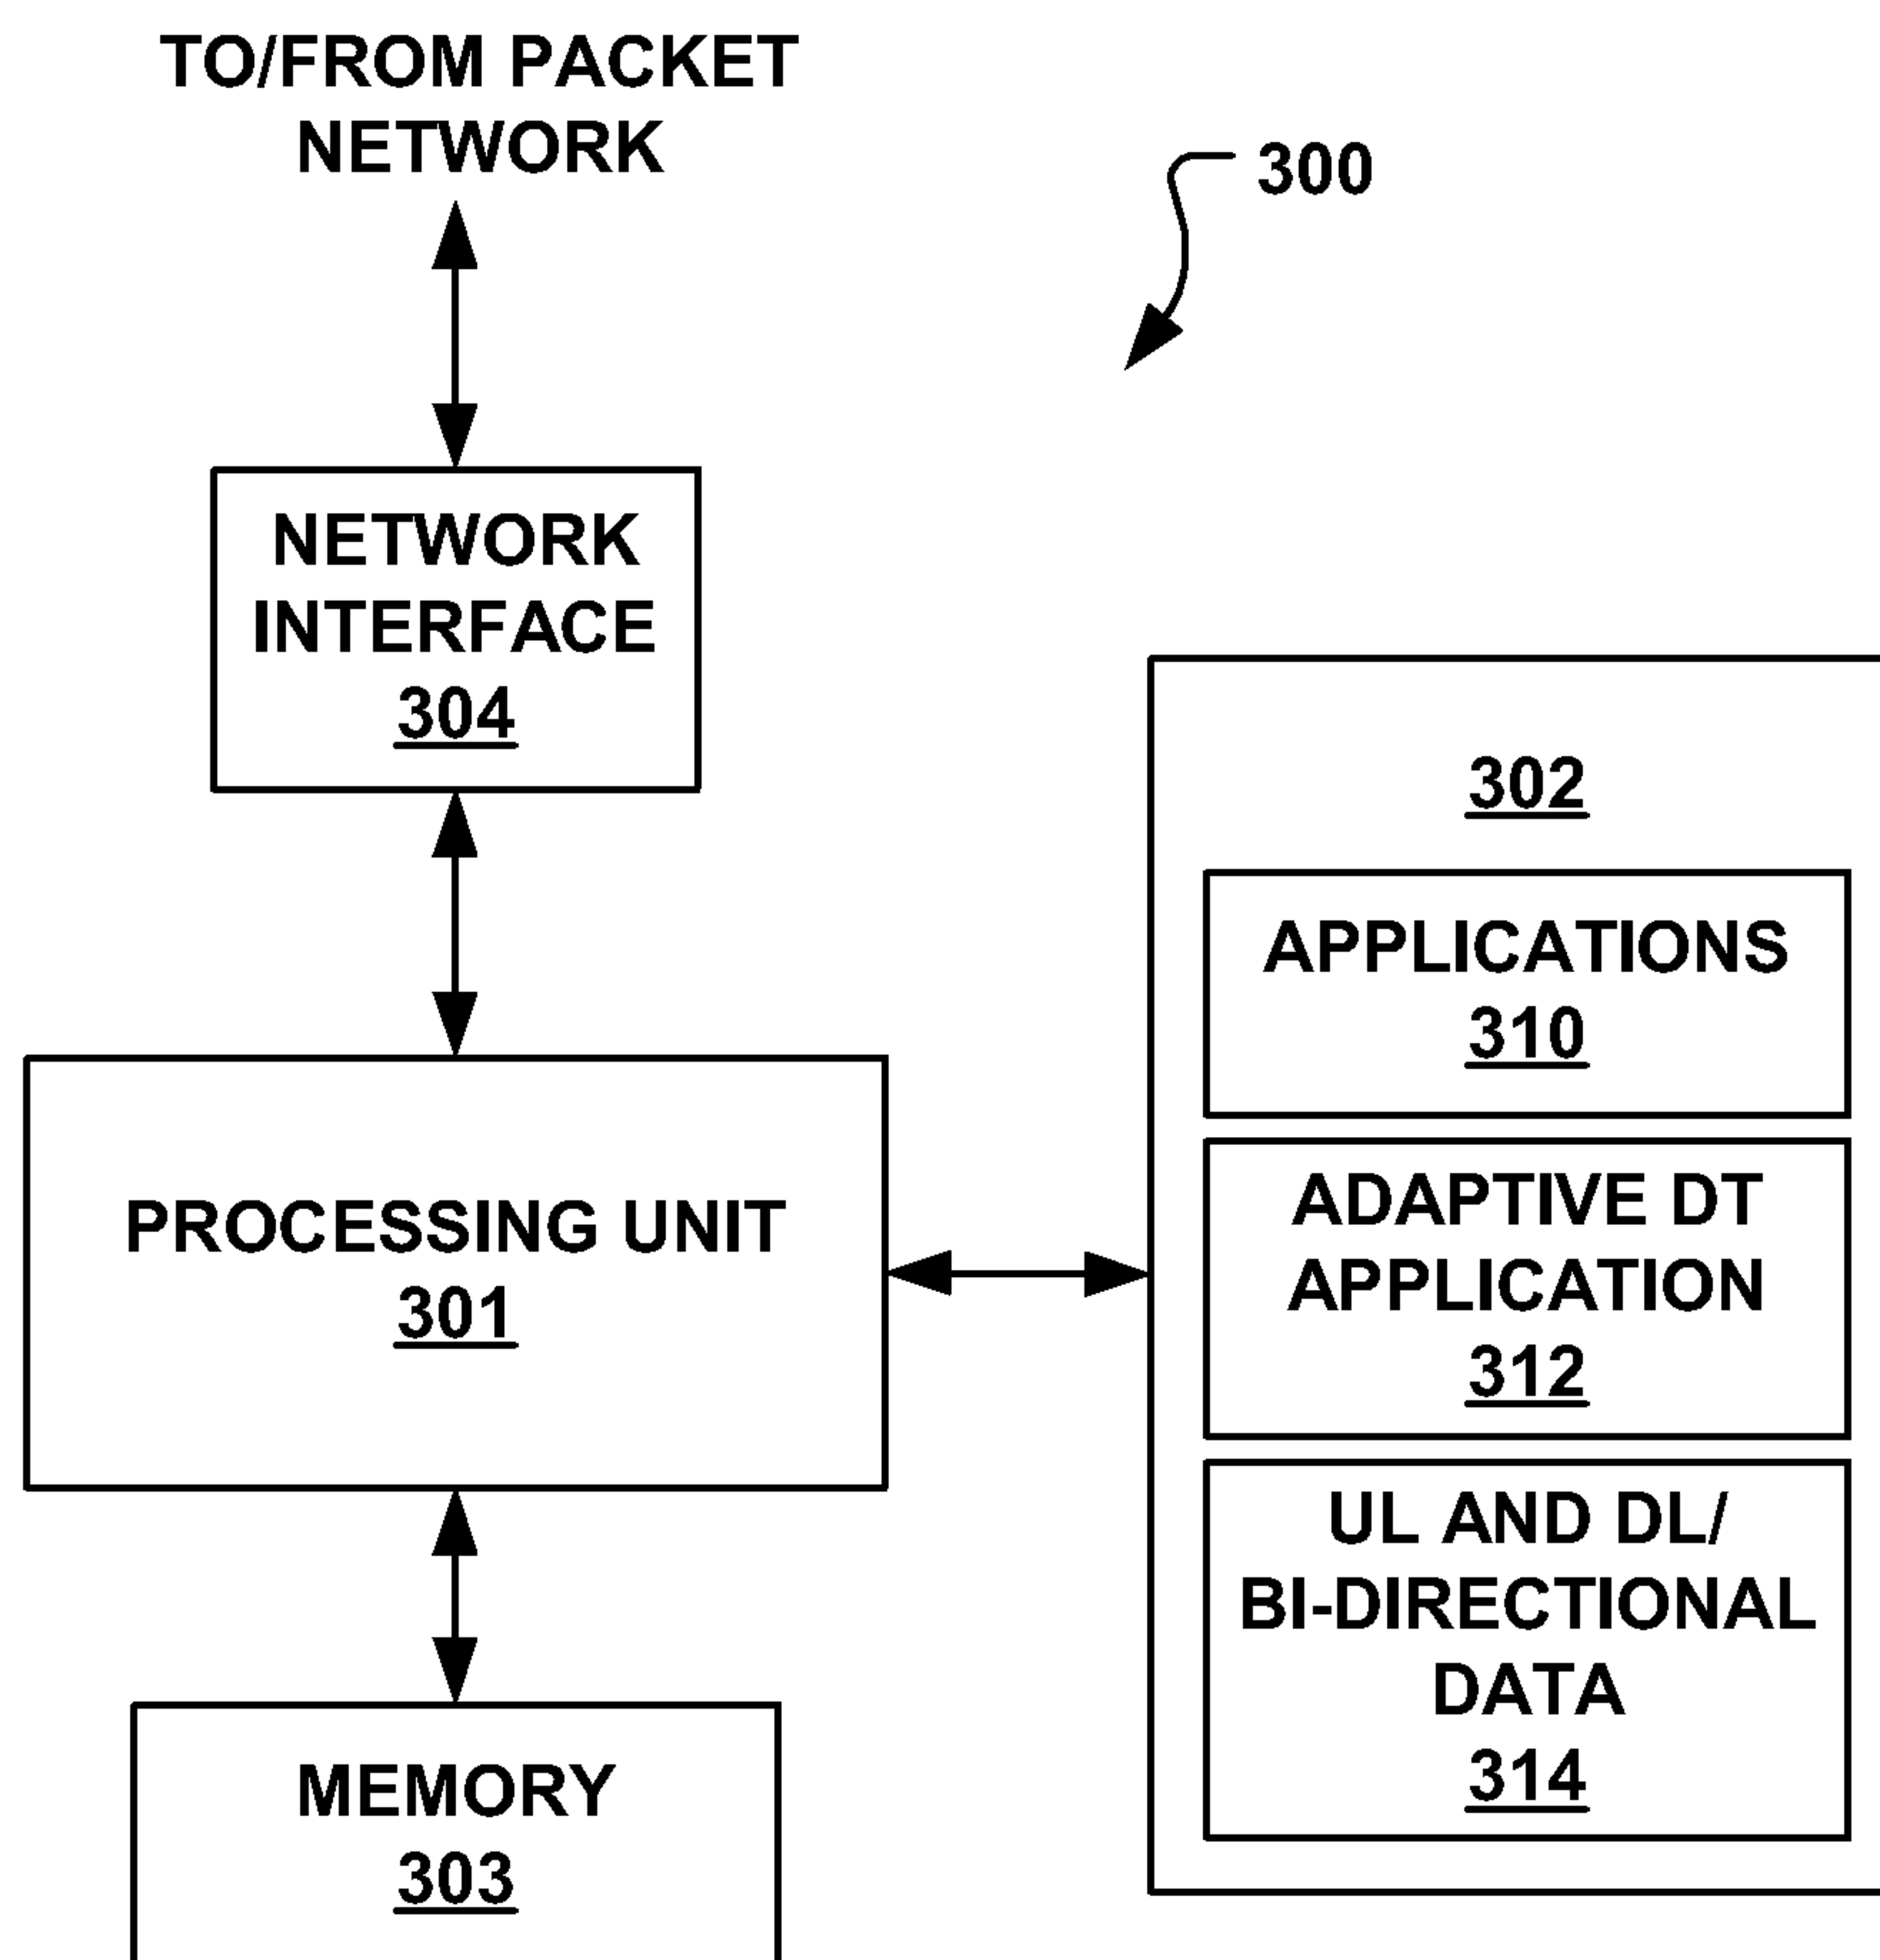 TO/FROM PACKET
NETWORK
300
NETWORK
INTERFACE
304
302
APPLICATIONS
310
PROCESSING UNIT
301
ADAPTIVE DT
APPLICATION
312
UL AND DL/
BI-DIRECTIONAL
DATA
314
MEMORY
303